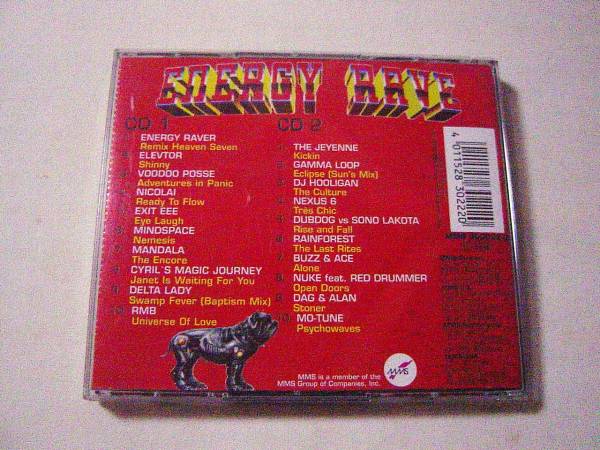 ENERGY RAVE
CD 1
ENERGY RAVER
Remix Heaven Seven
ELEVTOR
Shinny
VOODOO POSSE
Adventures in Panic
NICOLAI
Ready To Flow
EXIT EEE
Eye Laugh
MINDSPACE
Nemesis
MANDALA
The Encore
CYRIL'S MAGIC JOURNEY
Janet Is Waiting For You
DELTA LADY
Swamp Fever (Baptism Mix)
RMB
Universe Of Love
CD 2
THE JEYENNE
Kickin
GAMMA LOOP
Eclipse (Sun's Mix)
DJ HOOLIGAN
The Culture
NEXUS 6
Très Chic
DUBDOG vs SONO LAKOTA
Rise and Fall
RAINFOREST
The Last Rites
BUZZ & ACE
Alone
NUKE feat. RED DRUMMER
Open Doors
DAG & ALAN
Stoner
MO-TUNE
Psychowaves
4 011528 302220
MMS is a member of the
MMS Group of Companies, Inc.
MMS